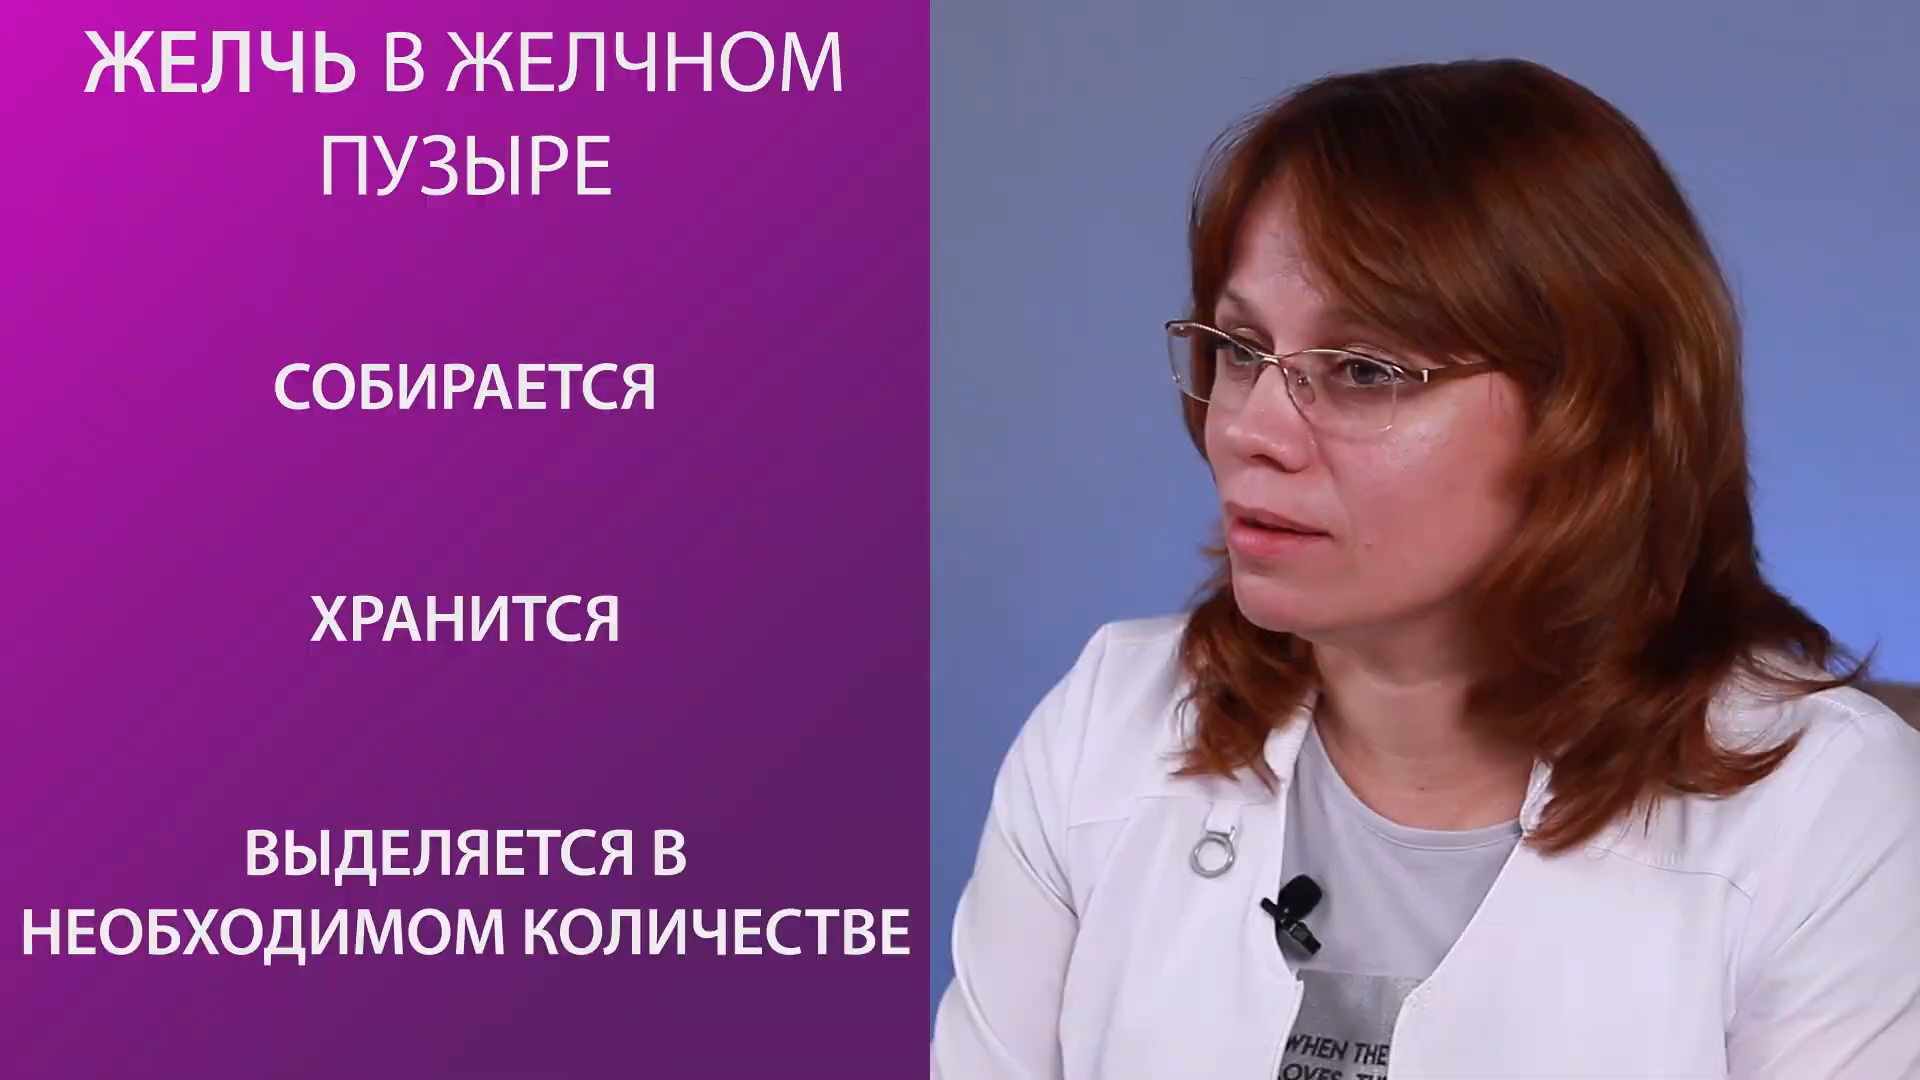 ЖЕЛЧЬ В ЖЕЛЧНОМ
ПУЗЫРЕ
СОБИРАЕТСЯ
ХРАНИТСЯ
ВЫДЕЛЯЕТСЯ В
НЕОБХОДИМОМ КОЛИЧЕСТВЕ
WHEN THE